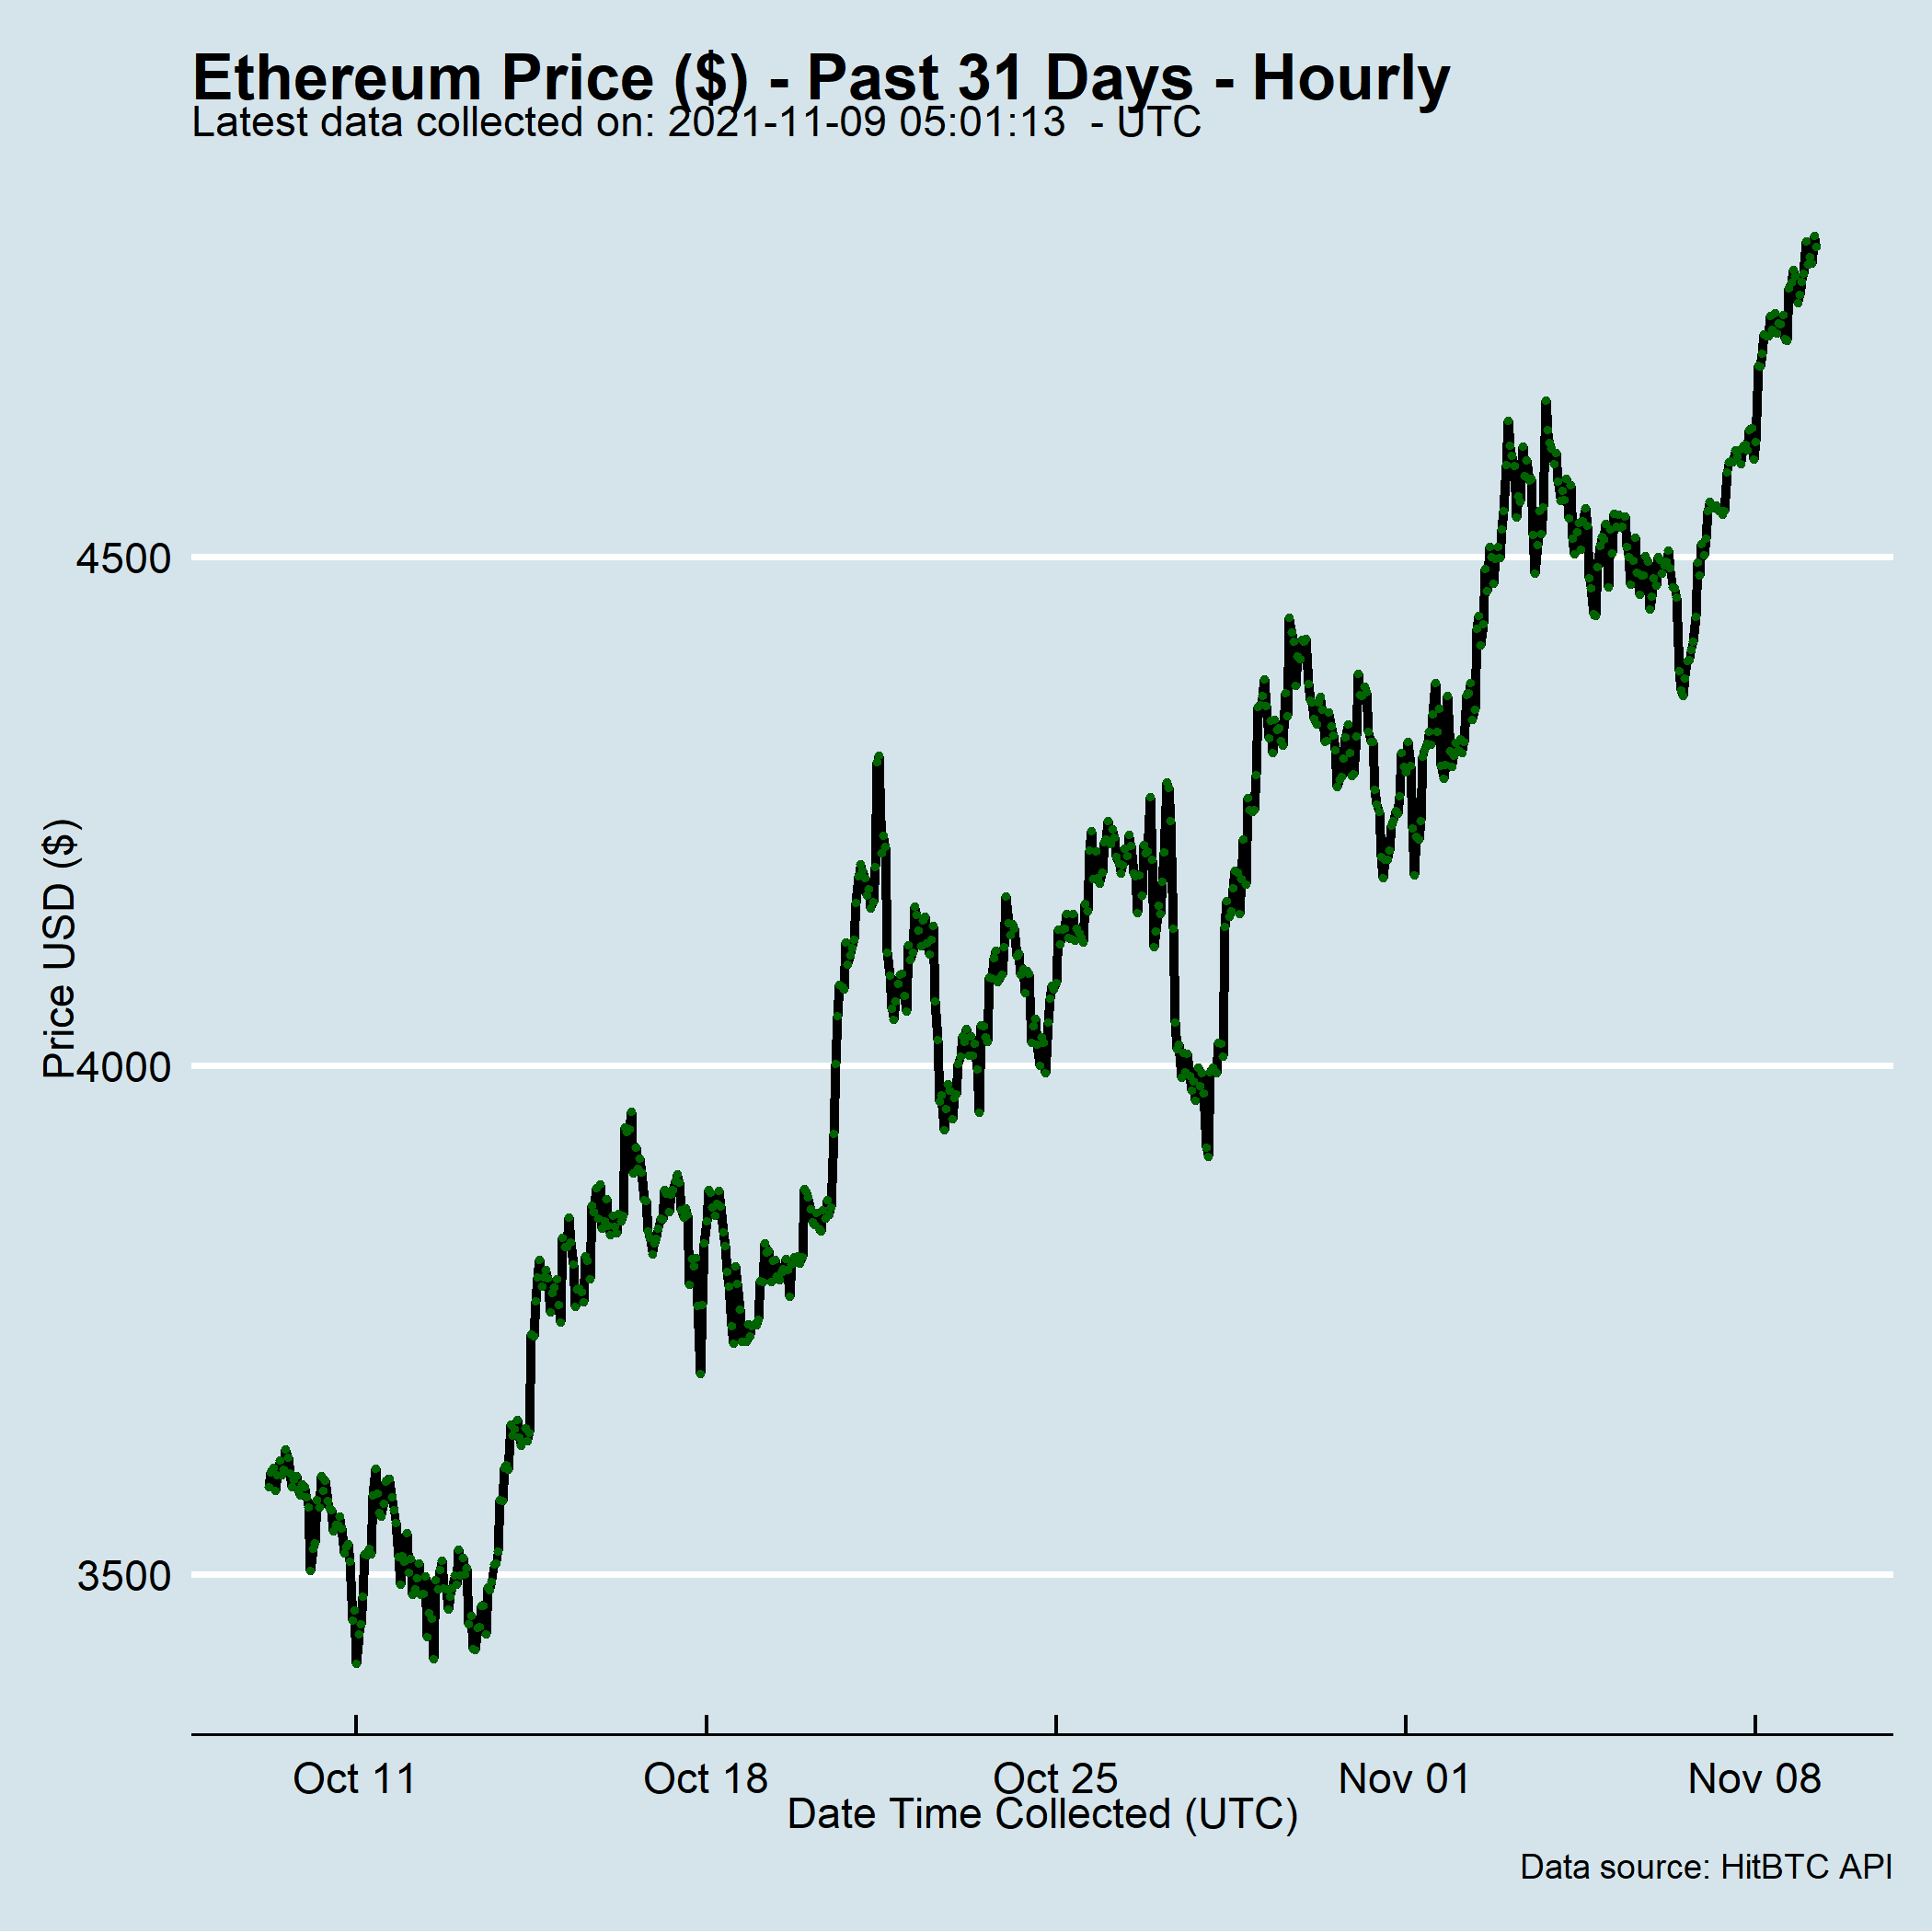 Ethereum Price ($) - Past 31 Days - Hourly
Latest data collected on: 2021-11-09 05:01:13  - UTC
4500
4000
3500
Price USD ($)
Oct 11
Oct 18
Oct 25
Nov 01
Nov 08
Date Time Collected (UTC)
Data source: HitBTC API